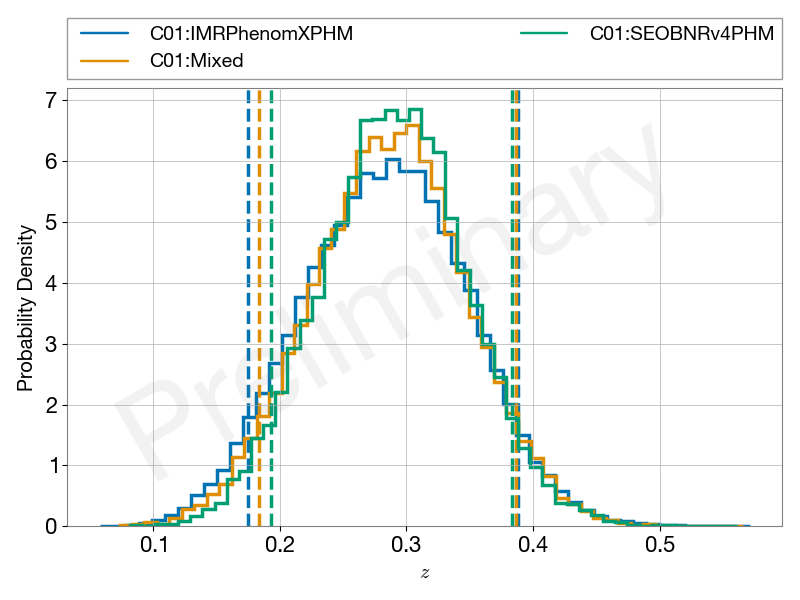 C01:IMRPhenomXPHM
C01:Mixed
C01:SEOBNRv4PHM
Preliminary
Probability Density
7
6
5
4
3
2
1
0
0.1 0.2 0.3 0.4 0.5
z